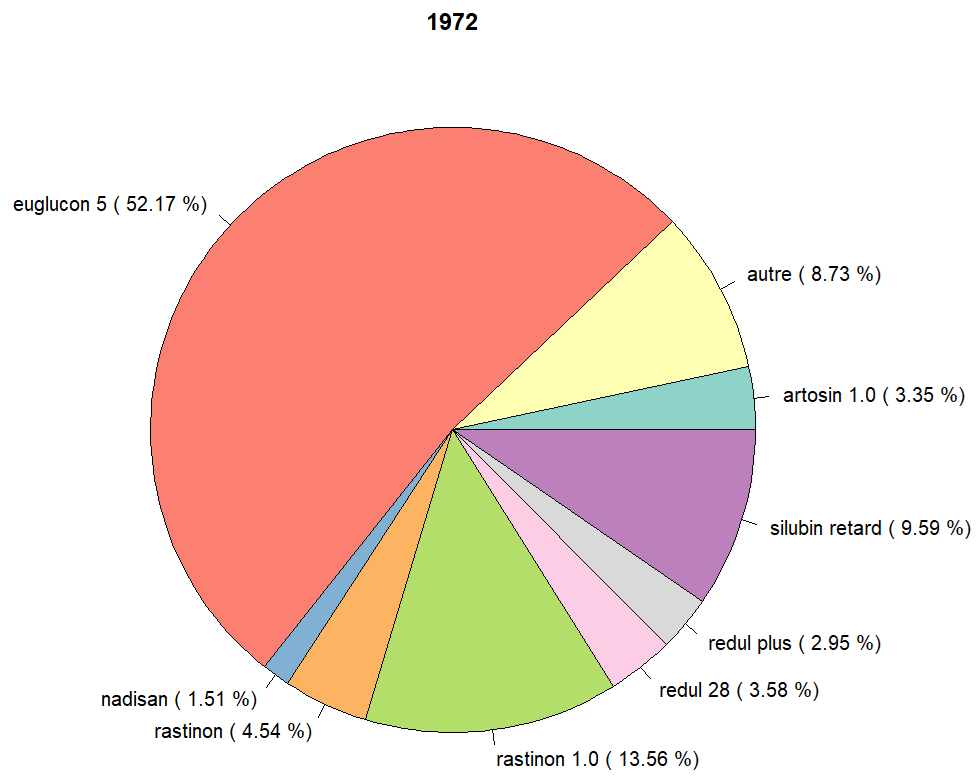 1972
euglucon 5 ( 52.17 %)
autre ( 8.73 %)
artosin 1.0 ( 3.35 %)
silubin retard ( 9.59 %)
redul plus ( 2.95 %)
redul 28 ( 3.58 %)
nadisan ( 1.51 %)
rastinon ( 4.54 %)
rastinon 1.0 ( 13.56 %)